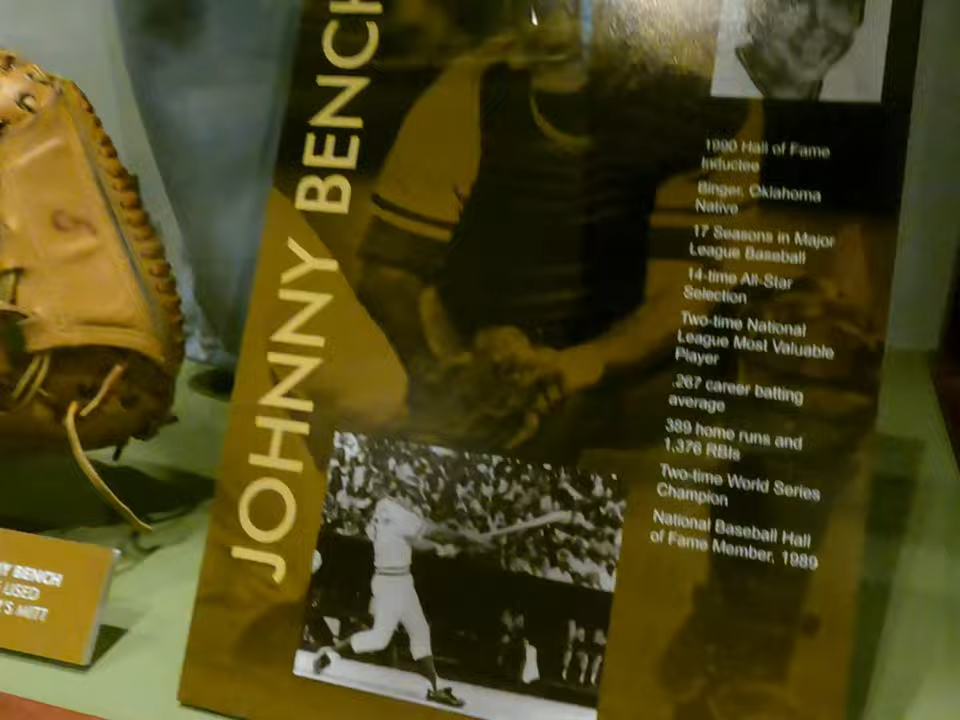 JOHNNY BENCH
1990 Hall of Fame
Inductee
Binger, Oklahoma
Native
17 Seasons in Major
League Baseball
14-time All-Star
Selection
Two-time National
League Most Valuable
Player
.267 career batting
average
389 home runs and
1,376 RBIs
Two-time World Series
Champion
National Baseball Hall
of Fame Member, 1989
Y BENCH
USED
'S MITT